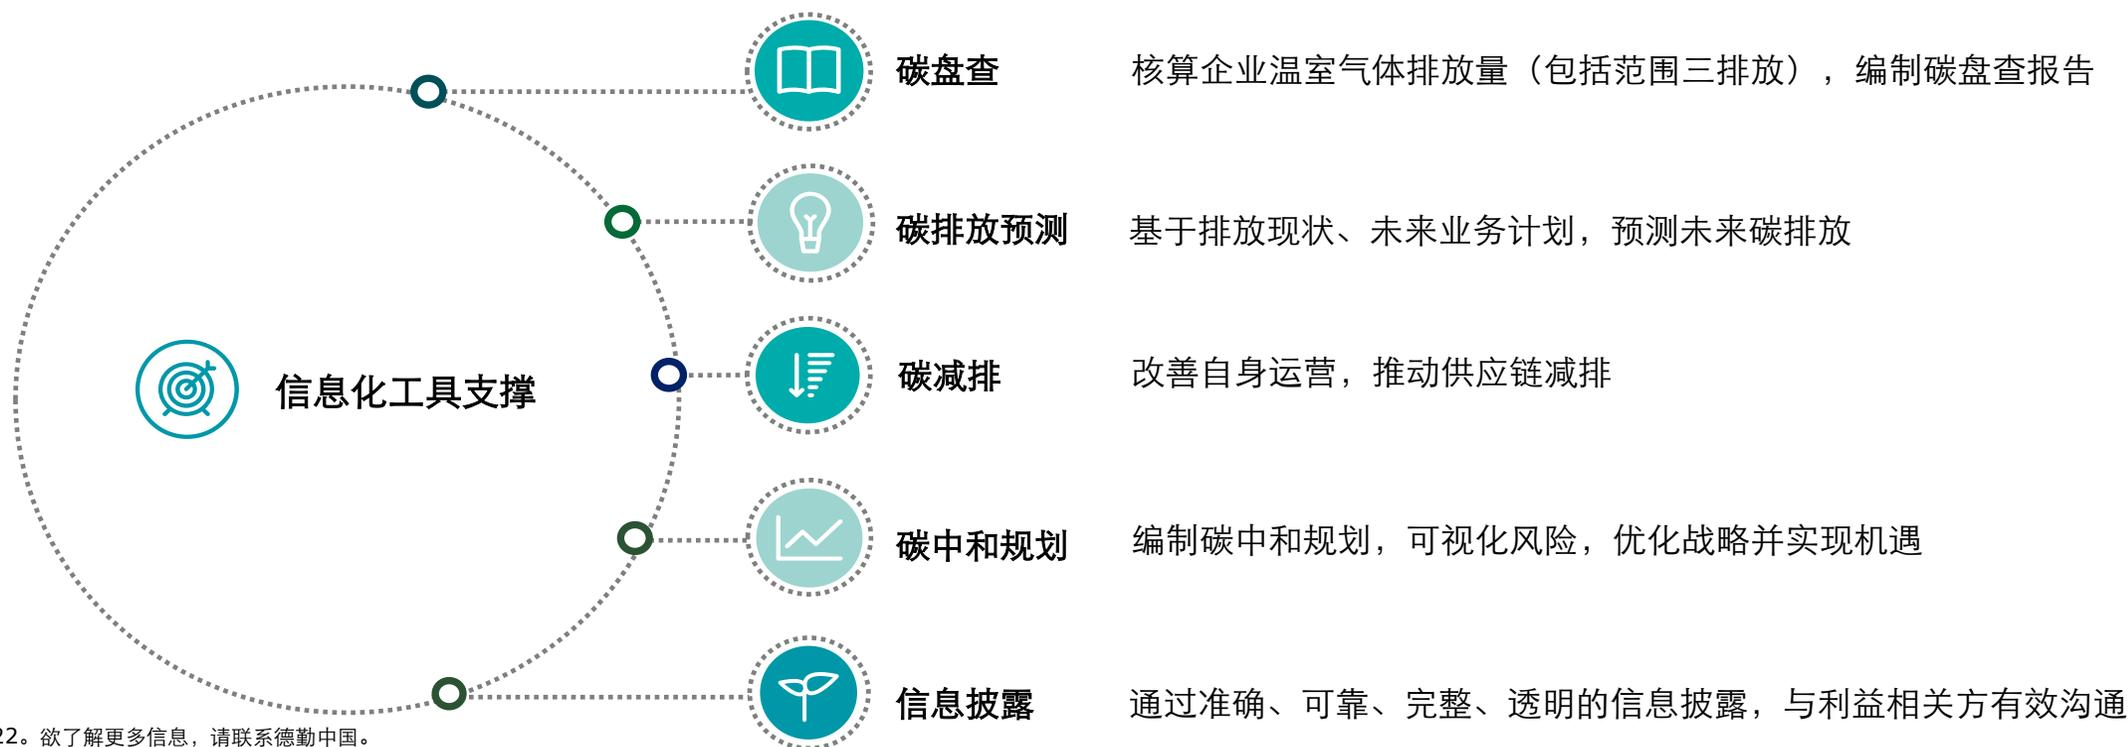 碳盘查 核算企业温室气体排放量（包括范围三排放），编制碳盘查报告
碳排放预测 基于排放现状、未来业务计划，预测未来碳排放
信息化工具支撑
碳减排 改善自身运营，推动供应链减排
碳中和规划 编制碳中和规划，可视化风险，优化战略并实现机遇
信息披露 通过准确、可靠、完整、透明的信息披露，与利益相关方有效沟通
22。欲了解更多信息，请联系德勤中国。